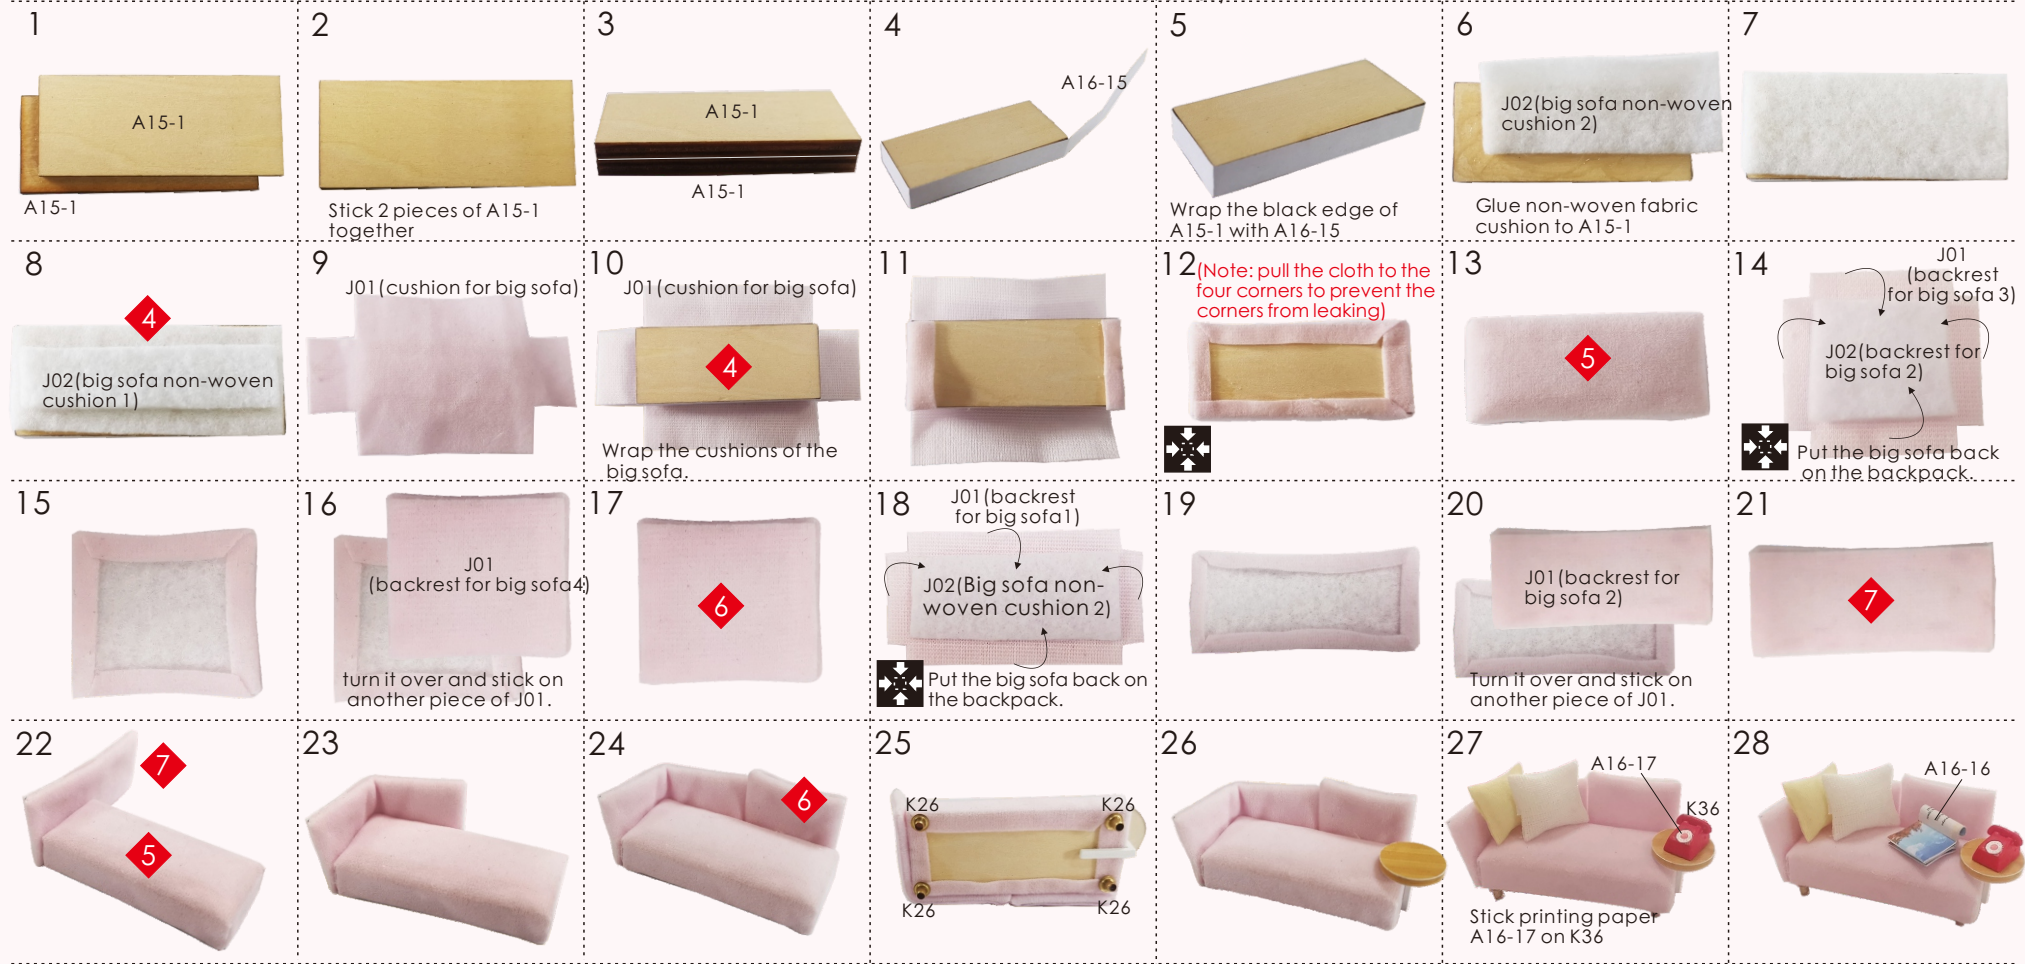 1
A15-1
A15-1
2
Stick 2 pieces of A15-1
together
3
A15-1
A15-1
4
A16-15
5
Wrap the black edge of
A15-1 with A16-15
6
J02(big sofa non-woven
cushion 2)
Glue non-woven fabric
cushion to A15-1
7
8
4
J02(big sofa non-woven
cushion 1)
9
J01(cushion for big sofa)
10
J01(cushion for big sofa)
4
Wrap the cushions of the
big sofa.
11
12
(Note: pull the cloth to the
four corners to prevent the
corners from leaking)
13
5
14
J01
(backrest
for big sofa 3)
J02(backrest for
big sofa 2)
Put the big sofa back
on the backpack.
15
16
J01
(backrest for big sofa4)
turn it over and stick on
another piece of J01.
17
6
18
J01(backrest
for big sofa1)
J02(Big sofa non-
woven cushion 2)
Put the big sofa back on
the backpack.
19
20
J01(backrest for
big sofa 2)
Turn it over and stick on
another piece of J01.
21
7
22
7
5
23
24
6
25
K26
K26
K26
K26
26
27
A16-17
K36
Stick printing paper
A16-17 on K36
28
A16-16